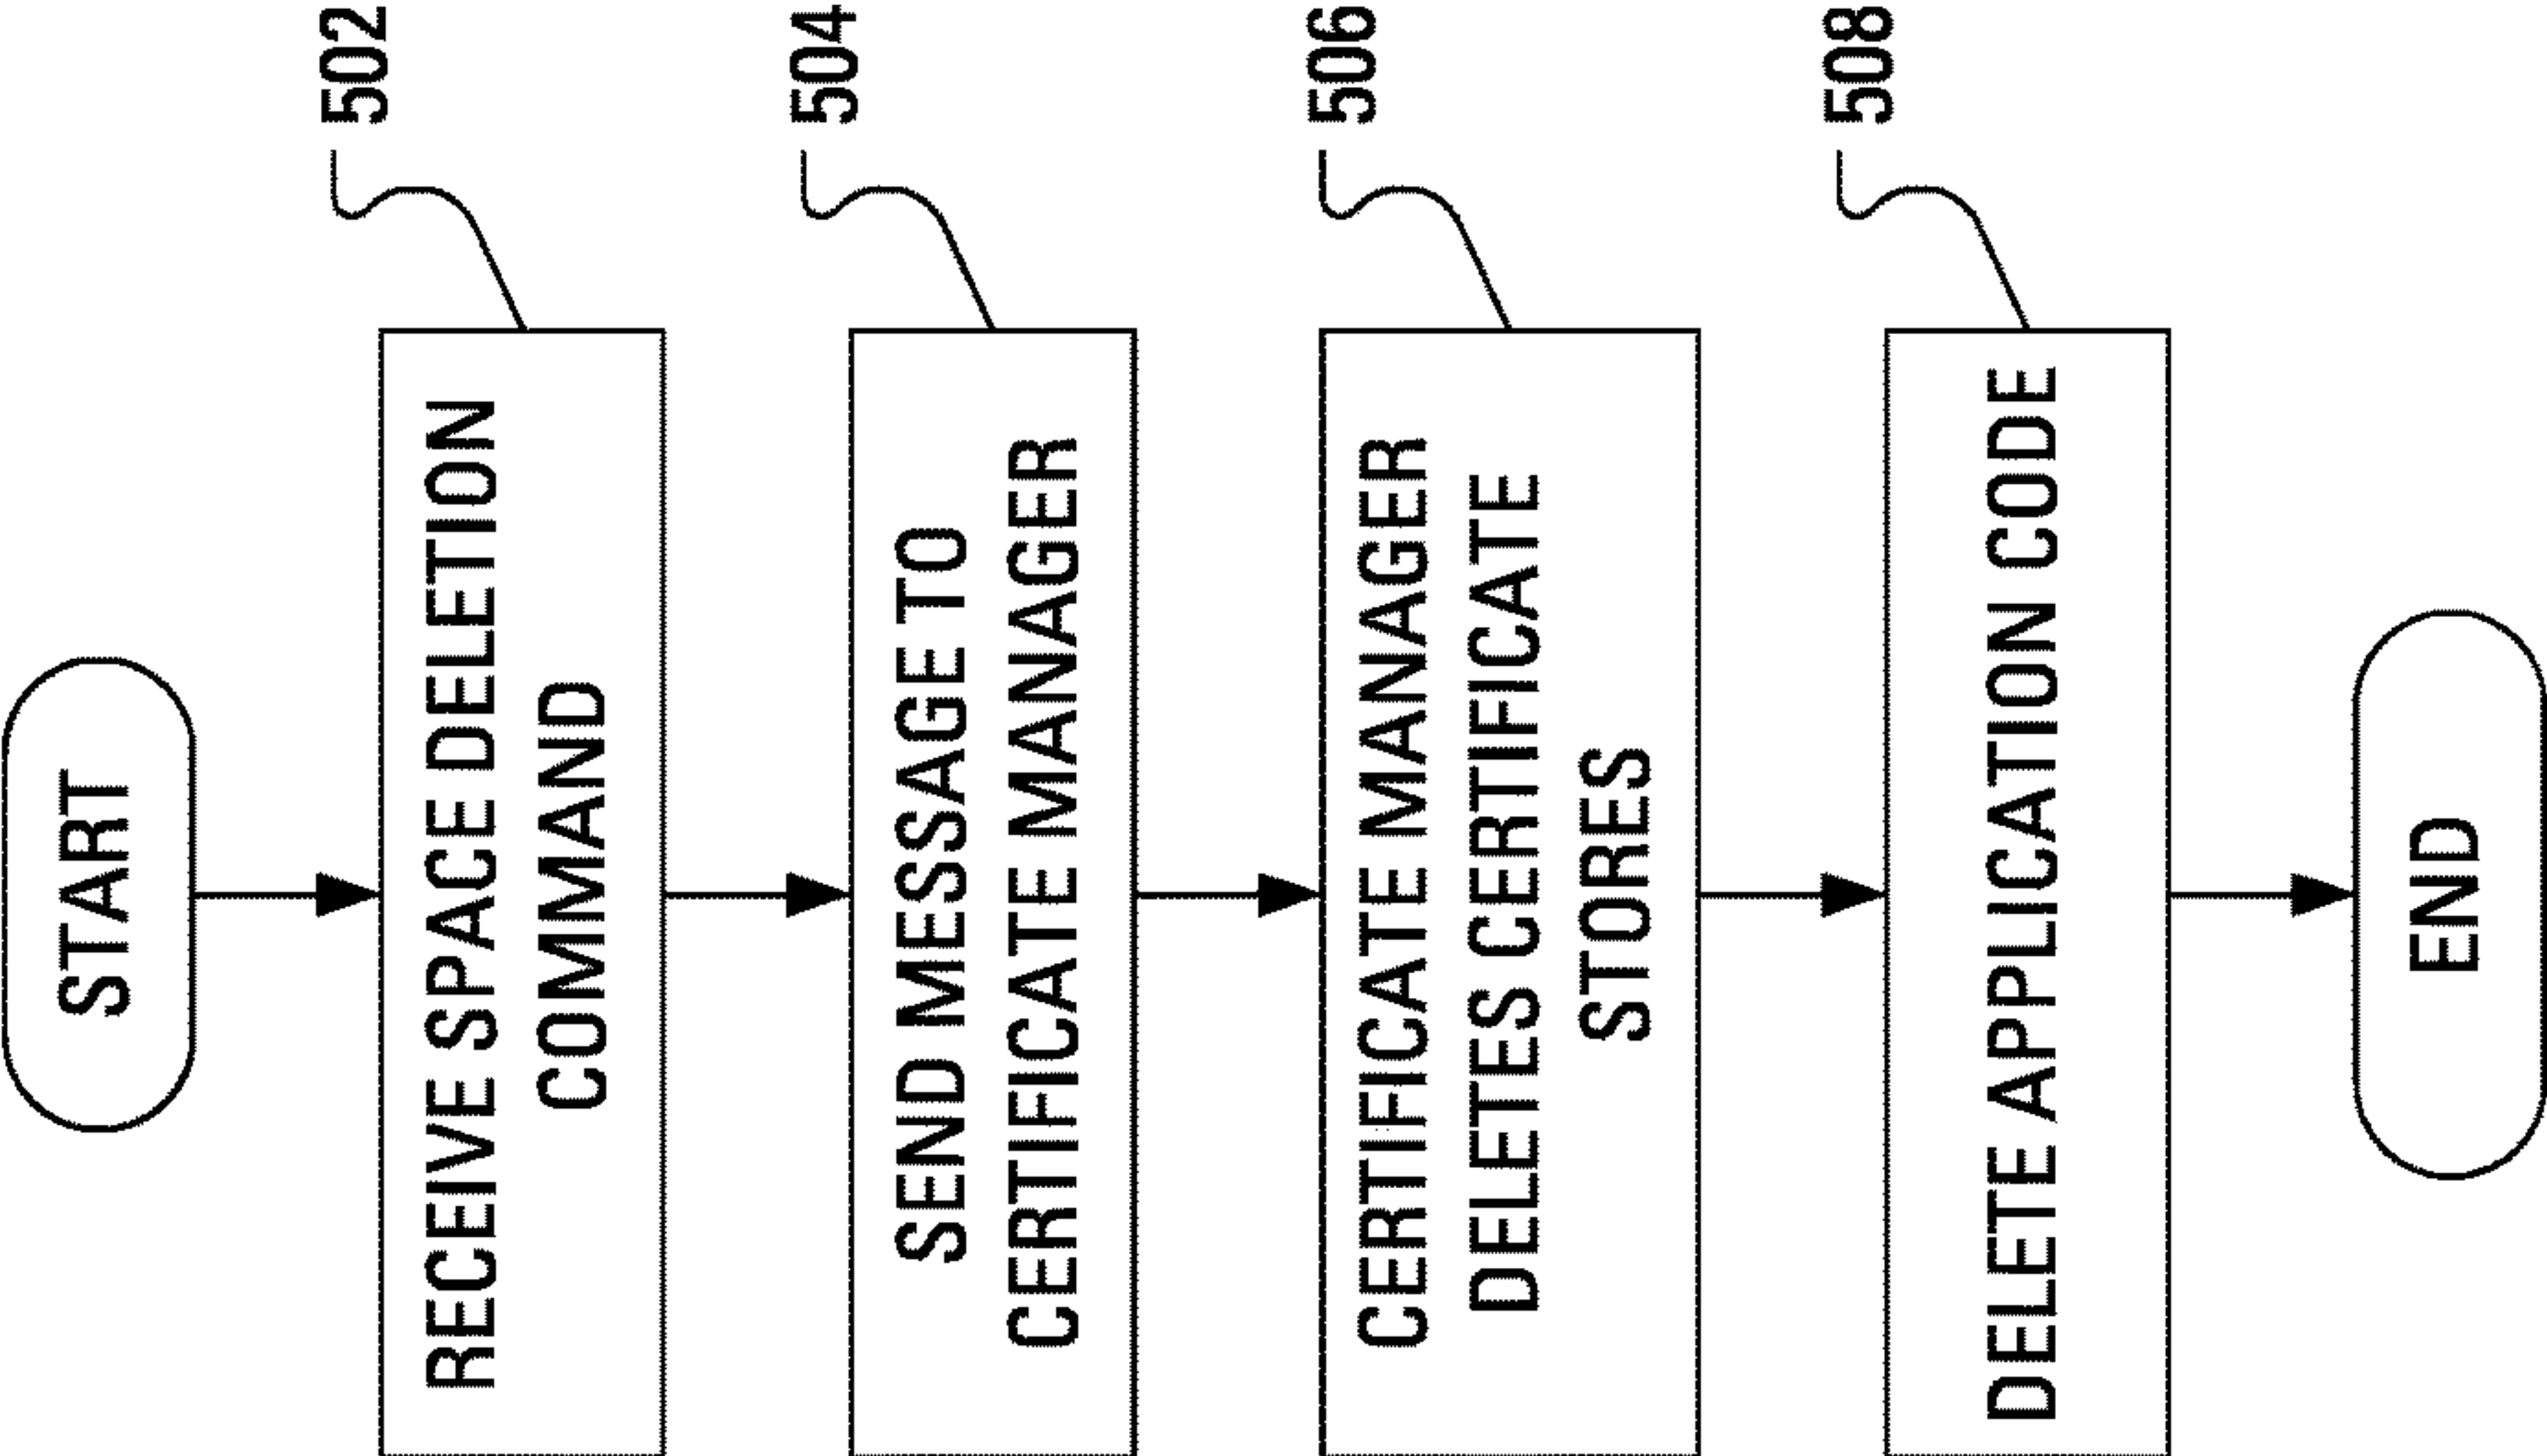 START
502
RECEIVE SPACE DELETION
COMMAND
504
SEND MESSAGE TO
CERTIFICATE MANAGER
506
CERTIFICATE MANAGER
DELETES CERTIFICATE
STORES
508
DELETE APPLICATION CODE
END